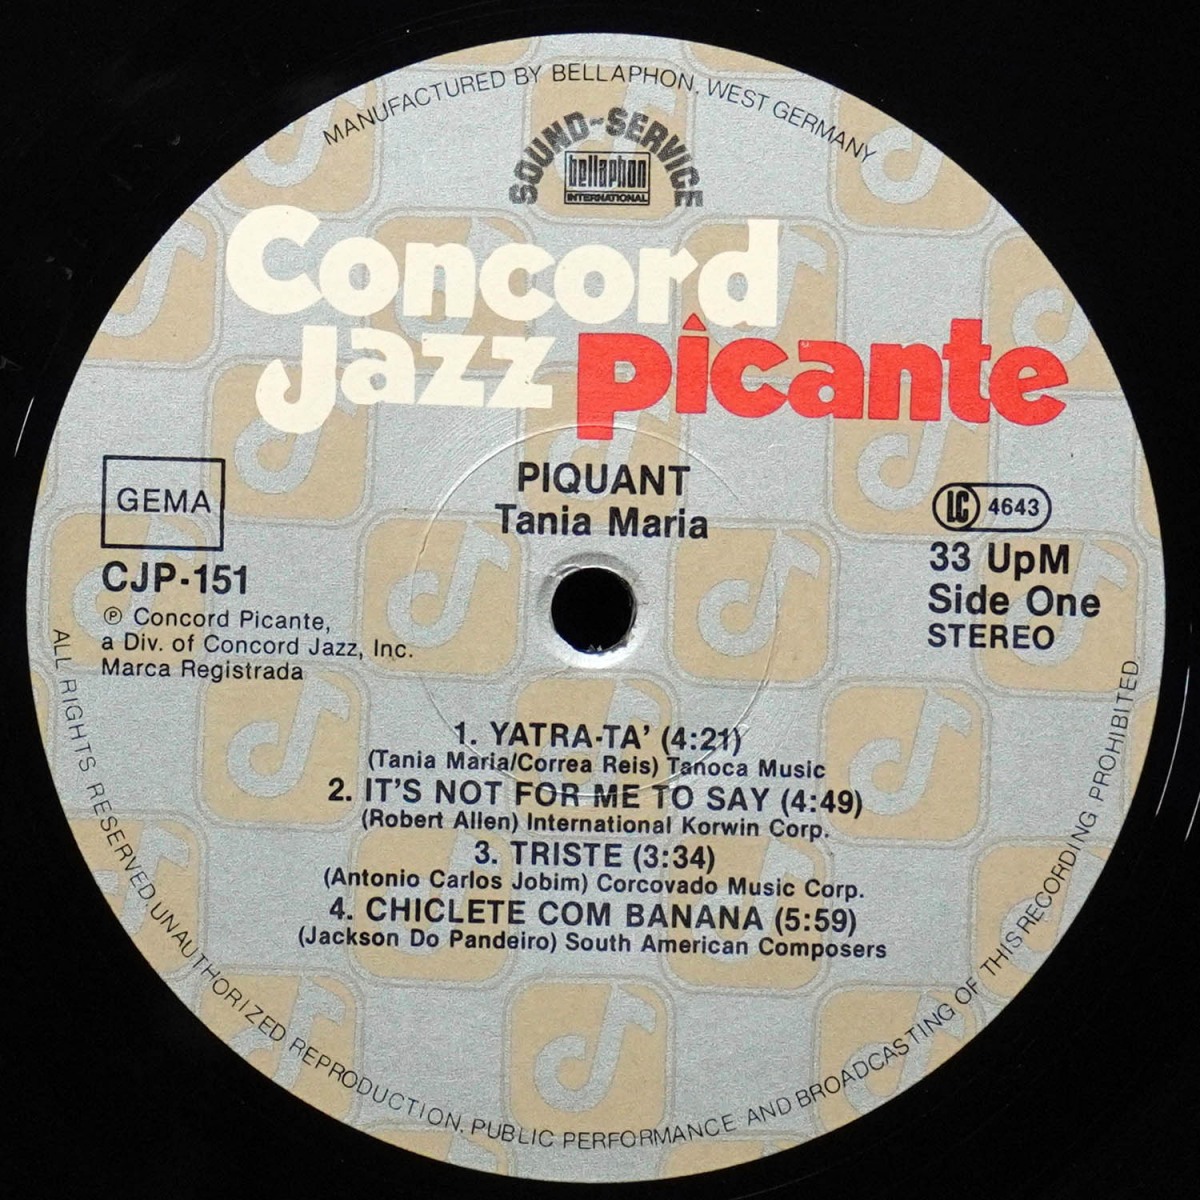 MANUFACTURED BY BELLAPHON, WEST GERMANY
SOUND-SERVICE
bellaphon
INTERNATIONAL
Concord
Jazz picante
PIQUANT
Tania Maria
GEMA
CJP-151
℗ Concord Picante,
a Div. of Concord Jazz, Inc.
Marca Registrada
LC 4643
33 UpM
Side One
STEREO
1. YATRA-TA' (4:21)
(Tania Maria/Correa Reis) Tanoca Music
2. IT'S NOT FOR ME TO SAY (4:49)
(Robert Allen) International Korwin Corp.
3. TRISTE (3:34)
(Antonio Carlos Jobim) Corcovado Music Corp.
4. CHICLETE COM BANANA (5:59)
(Jackson Do Pandeiro) South American Composers
ALL RIGHTS RESERVED. UNAUTHORIZED REPRODUCTION, PUBLIC PERFORMANCE AND BROADCASTING OF THIS RECORDING PROHIBITED